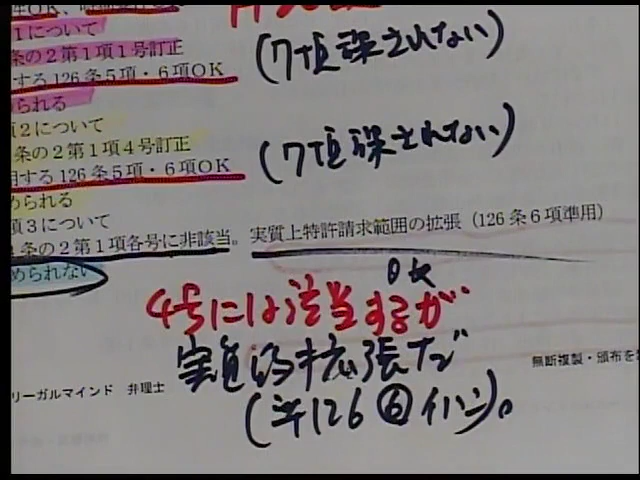 性OK、
1について
条の2第1項1号訂正
する126条5項・6項OK
(7項課されない)
られる
項2について
条の2第1項4号訂正
用する126条5項・6項OK
(7項課されない)
められる
項3について
条の2第1項各号に非該当。実質上特許請求範囲の拡張(126条6項準用)
められない
OK
4号には該当するが
実質的拡張だ
(準126⑥イハン)。
リーガルマインド 弁理士
無断複製・頒布を